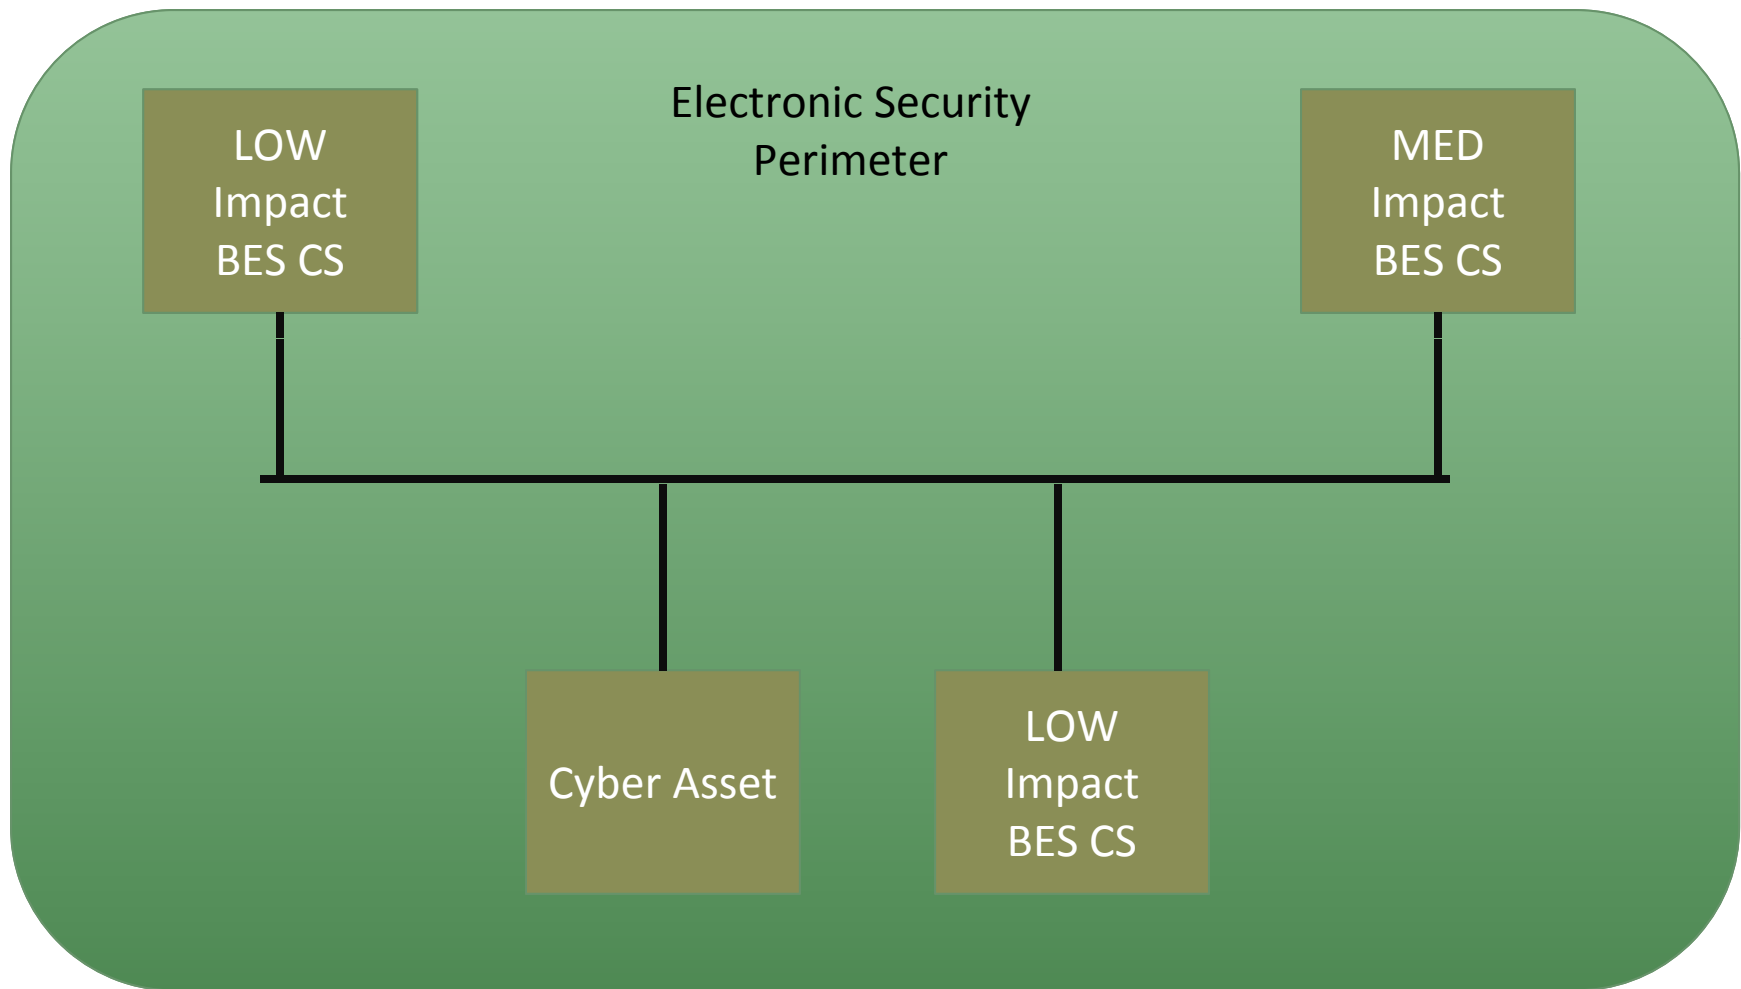 LOW
Impact
BES CS
Electronic Security
Perimeter
MED
Impact
BES CS
Cyber Asset
LOW
Impact
BES CS